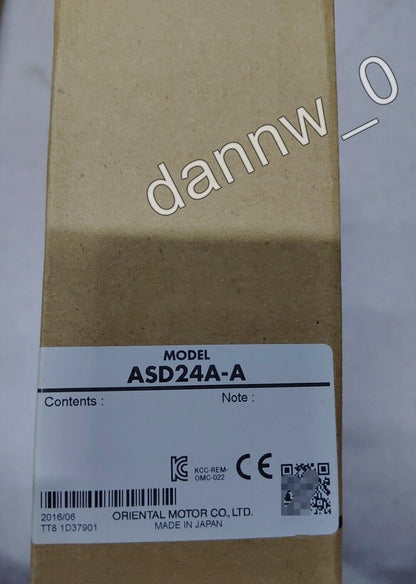 dannw_0
MODEL
ASD24A-A
Contents :
Note :
KCC-REM-
OMC-022
CE
2016/06
TT8 1D37901
ORIENTAL MOTOR CO., LTD.
MADE IN JAPAN